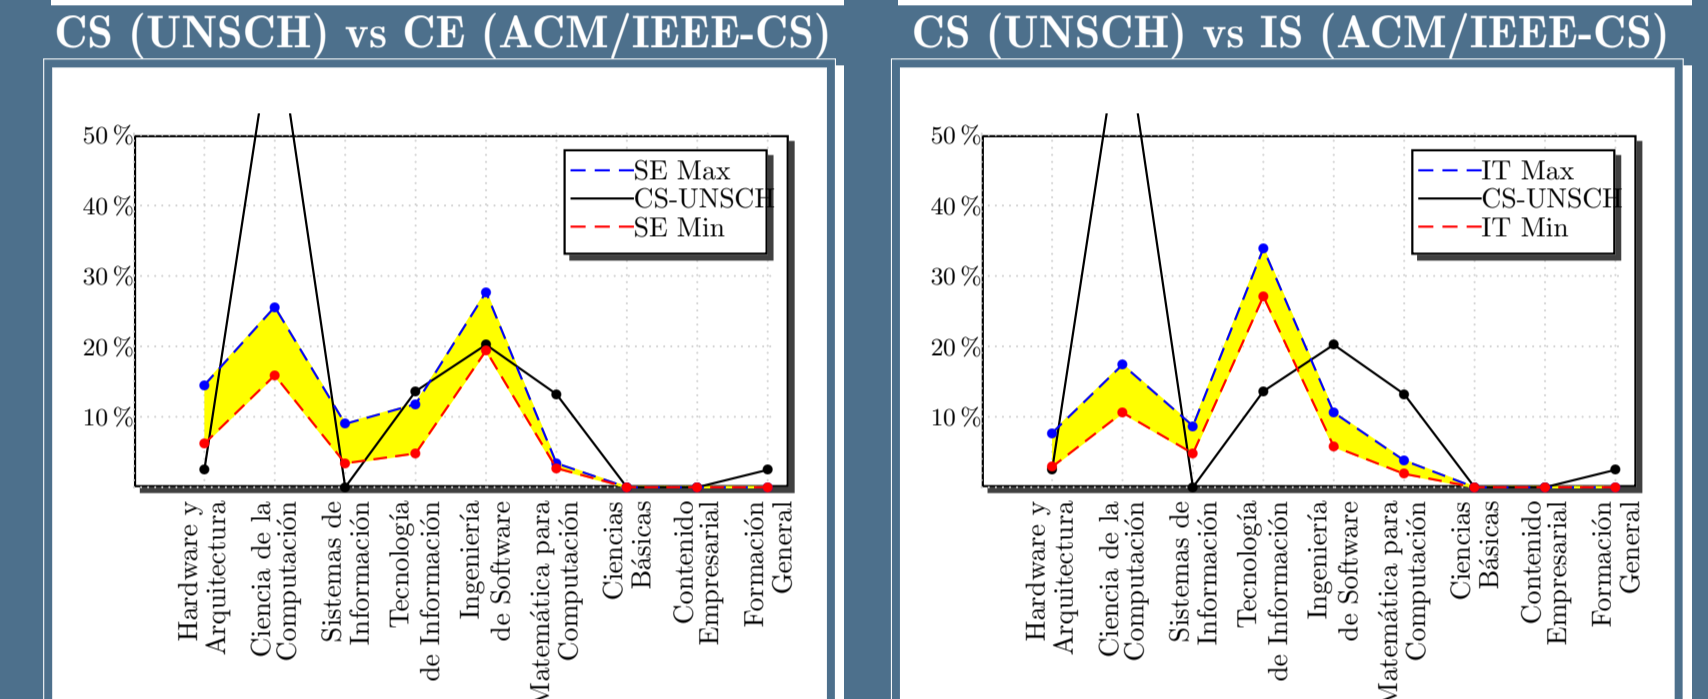 CS (UNSCH) vs CE (ACM/IEEE-CS)
50 %
40 %
30 %
20 %
10 %
SE Max
CS-UNSCH
SE Min
Hardware y
Arquitectura
Ciencia de la
Computación
Sistemas de
Información
Tecnología
de Información
Ingeniería
de Software
Matemática para
Computación
Ciencias
Básicas
Contenido
Empresarial
Formación
General
CS (UNSCH) vs IS (ACM/IEEE-CS)
50 %
40 %
30 %
20 %
10 %
IT Max
CS-UNSCH
IT Min
Hardware y
Arquitectura
Ciencia de la
Computación
Sistemas de
Información
Tecnología
de Información
Ingeniería
de Software
Matemática para
Computación
Ciencias
Básicas
Contenido
Empresarial
Formación
General